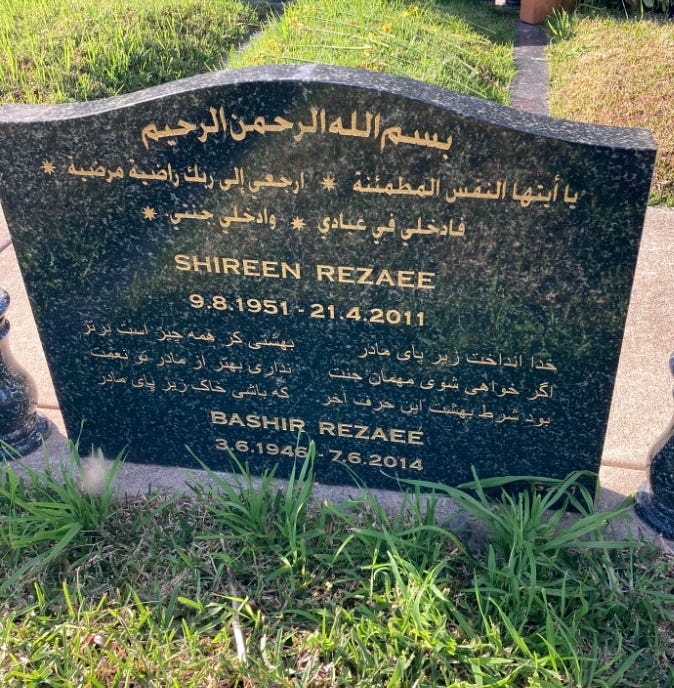 بسم الله الرحمن الرحيم
يا أيتها النفس المطمئنة * ارجعي إلى ربك راضية مرضية *
فادخلي في عبادي * وادخلي جنتي *
SHIREEN REZAEE
9.8.1951 - 21.4.2011
خدا انداخت زیر پای مادر بهشتی کز همه چیز است برتر
اگر خواهی شوی مهمان جنت نداری بهتر از مادر تو نعمت
بود شرط بهشت این حرف آخر که باشی خاک زیر پای مادر
BASHIR REZAEE
3.6.1946 - 7.6.2014